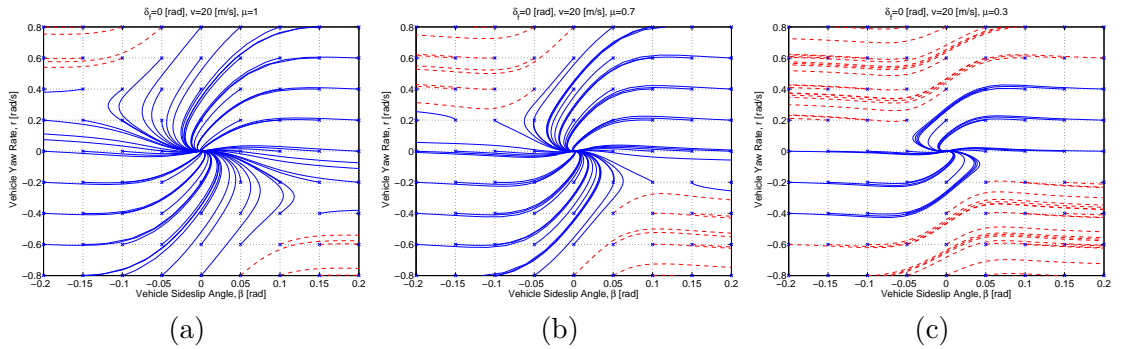 δf=0 [rad], v=20 [m/s], μ=1
0.8
0.6
0.4
0.2
0
−0.2
−0.4
−0.6
−0.8
Vehicle Yaw Rate, r [rad/s]
−0.2 −0.15 −0.1 −0.05 0 0.05 0.1 0.15 0.2
Vehicle Sideslip Angle, β [rad]
(a)
δf=0 [rad], v=20 [m/s], μ=0.7
0.8
0.6
0.4
0.2
0
−0.2
−0.4
−0.6
−0.8
Vehicle Yaw Rate, r [rad/s]
−0.2 −0.15 −0.1 −0.05 0 0.05 0.1 0.15 0.2
Vehicle Sideslip Angle, β [rad]
(b)
δf=0 [rad], v=20 [m/s], μ=0.3
0.8
0.6
0.4
0.2
0
−0.2
−0.4
−0.6
−0.8
Vehicle Yaw Rate, r [rad/s]
−0.2 −0.15 −0.1 −0.05 0 0.05 0.1 0.15 0.2
Vehicle Sideslip Angle, β [rad]
(c)